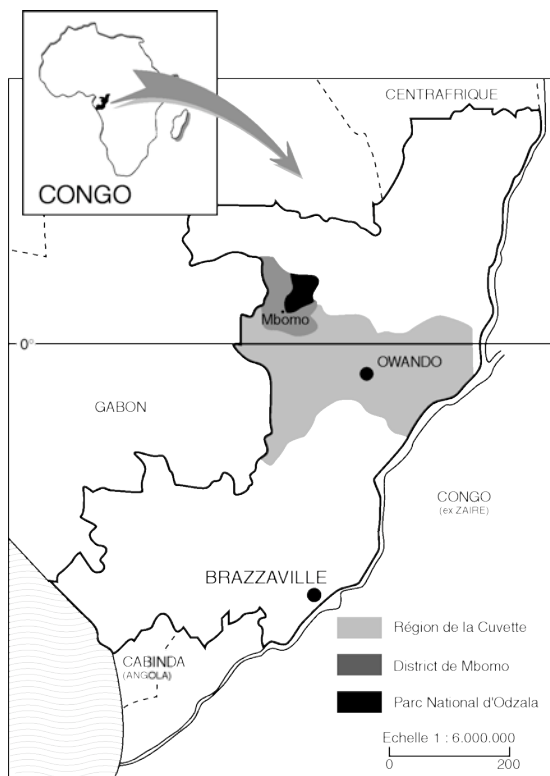 CONGO
CENTRAFRIQUE
Mbomo
0°
OWANDO
GABON
CONGO
(ex ZAIRE)
BRAZZAVILLE
CABINDA
(ANGOLA)
Région de la Cuvette
District de Mbomo
Parc National d'Odzala
Echelle 1 : 6.000.000
0 200